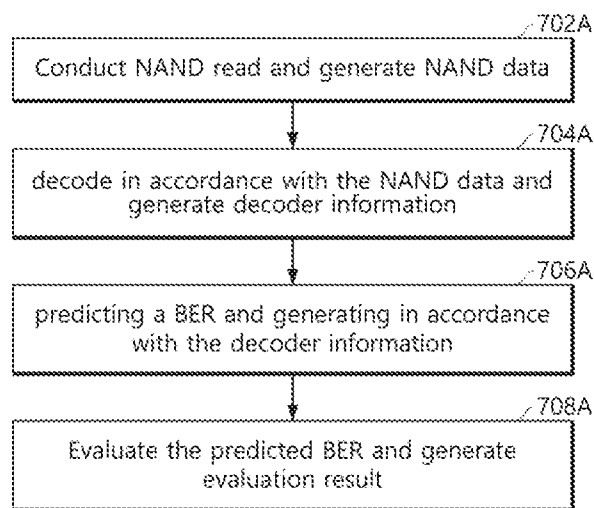 702A
Conduct NAND read and generate NAND data
704A
decode in accordance with the NAND data and
generate decoder information
706A
predicting a BER and generating in accordance
with the decoder information
708A
Evaluate the predicted BER and generate
evaluation result